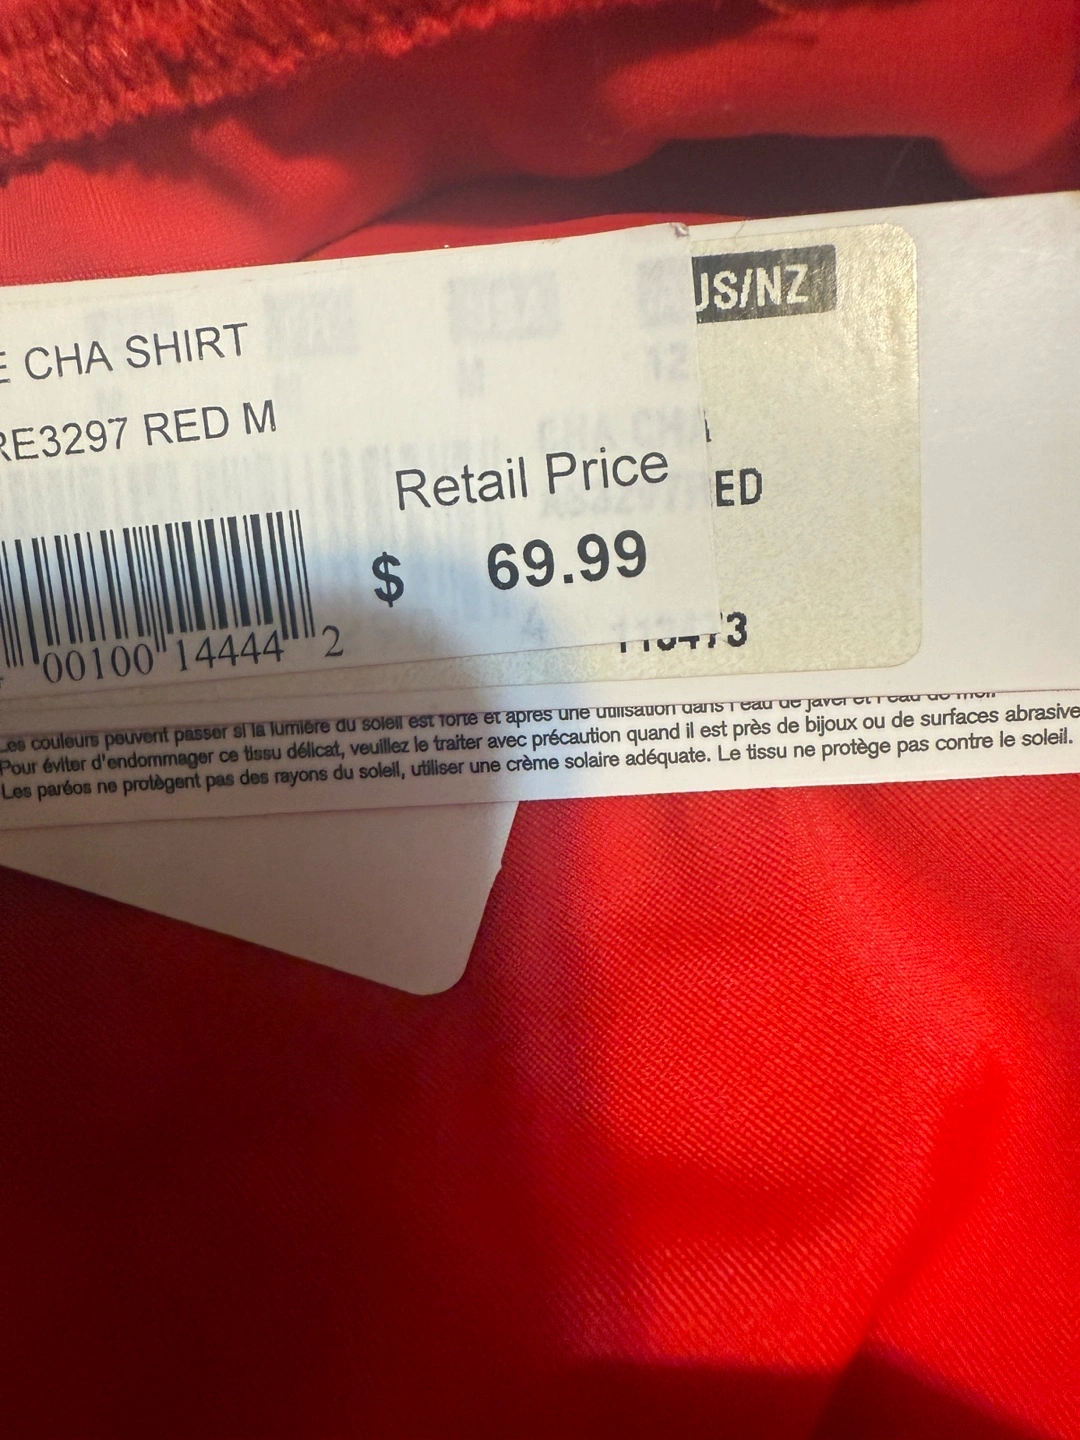 US/NZ
E CHA SHIRT
RE3297 RED M
Retail Price
ED
$ 69.99
00100 14444 2
3
Les couleurs peuvent passer si la lumière du soleil est forte et après une utilisation dans l'eau de javel et l'eau de mer.
Pour éviter d'endommager ce tissu délicat, veuillez le traiter avec précaution quand il est près de bijoux ou de surfaces abrasive
Les paréos ne protègent pas des rayons du soleil, utiliser une crème solaire adéquate. Le tissu ne protège pas contre le soleil.